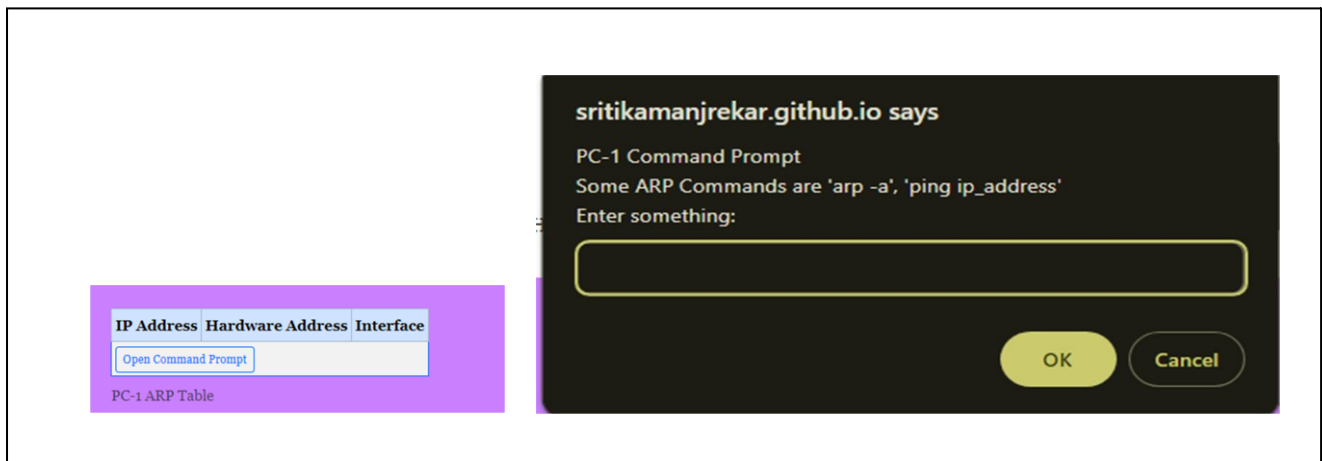 IP Address Hardware Address Interface
Open Command Prompt
PC-1 ARP Table
sritikamanjrekar.github.io says
PC-1 Command Prompt
Some ARP Commands are 'arp -a', 'ping ip_address'
Enter something:
OK Cancel